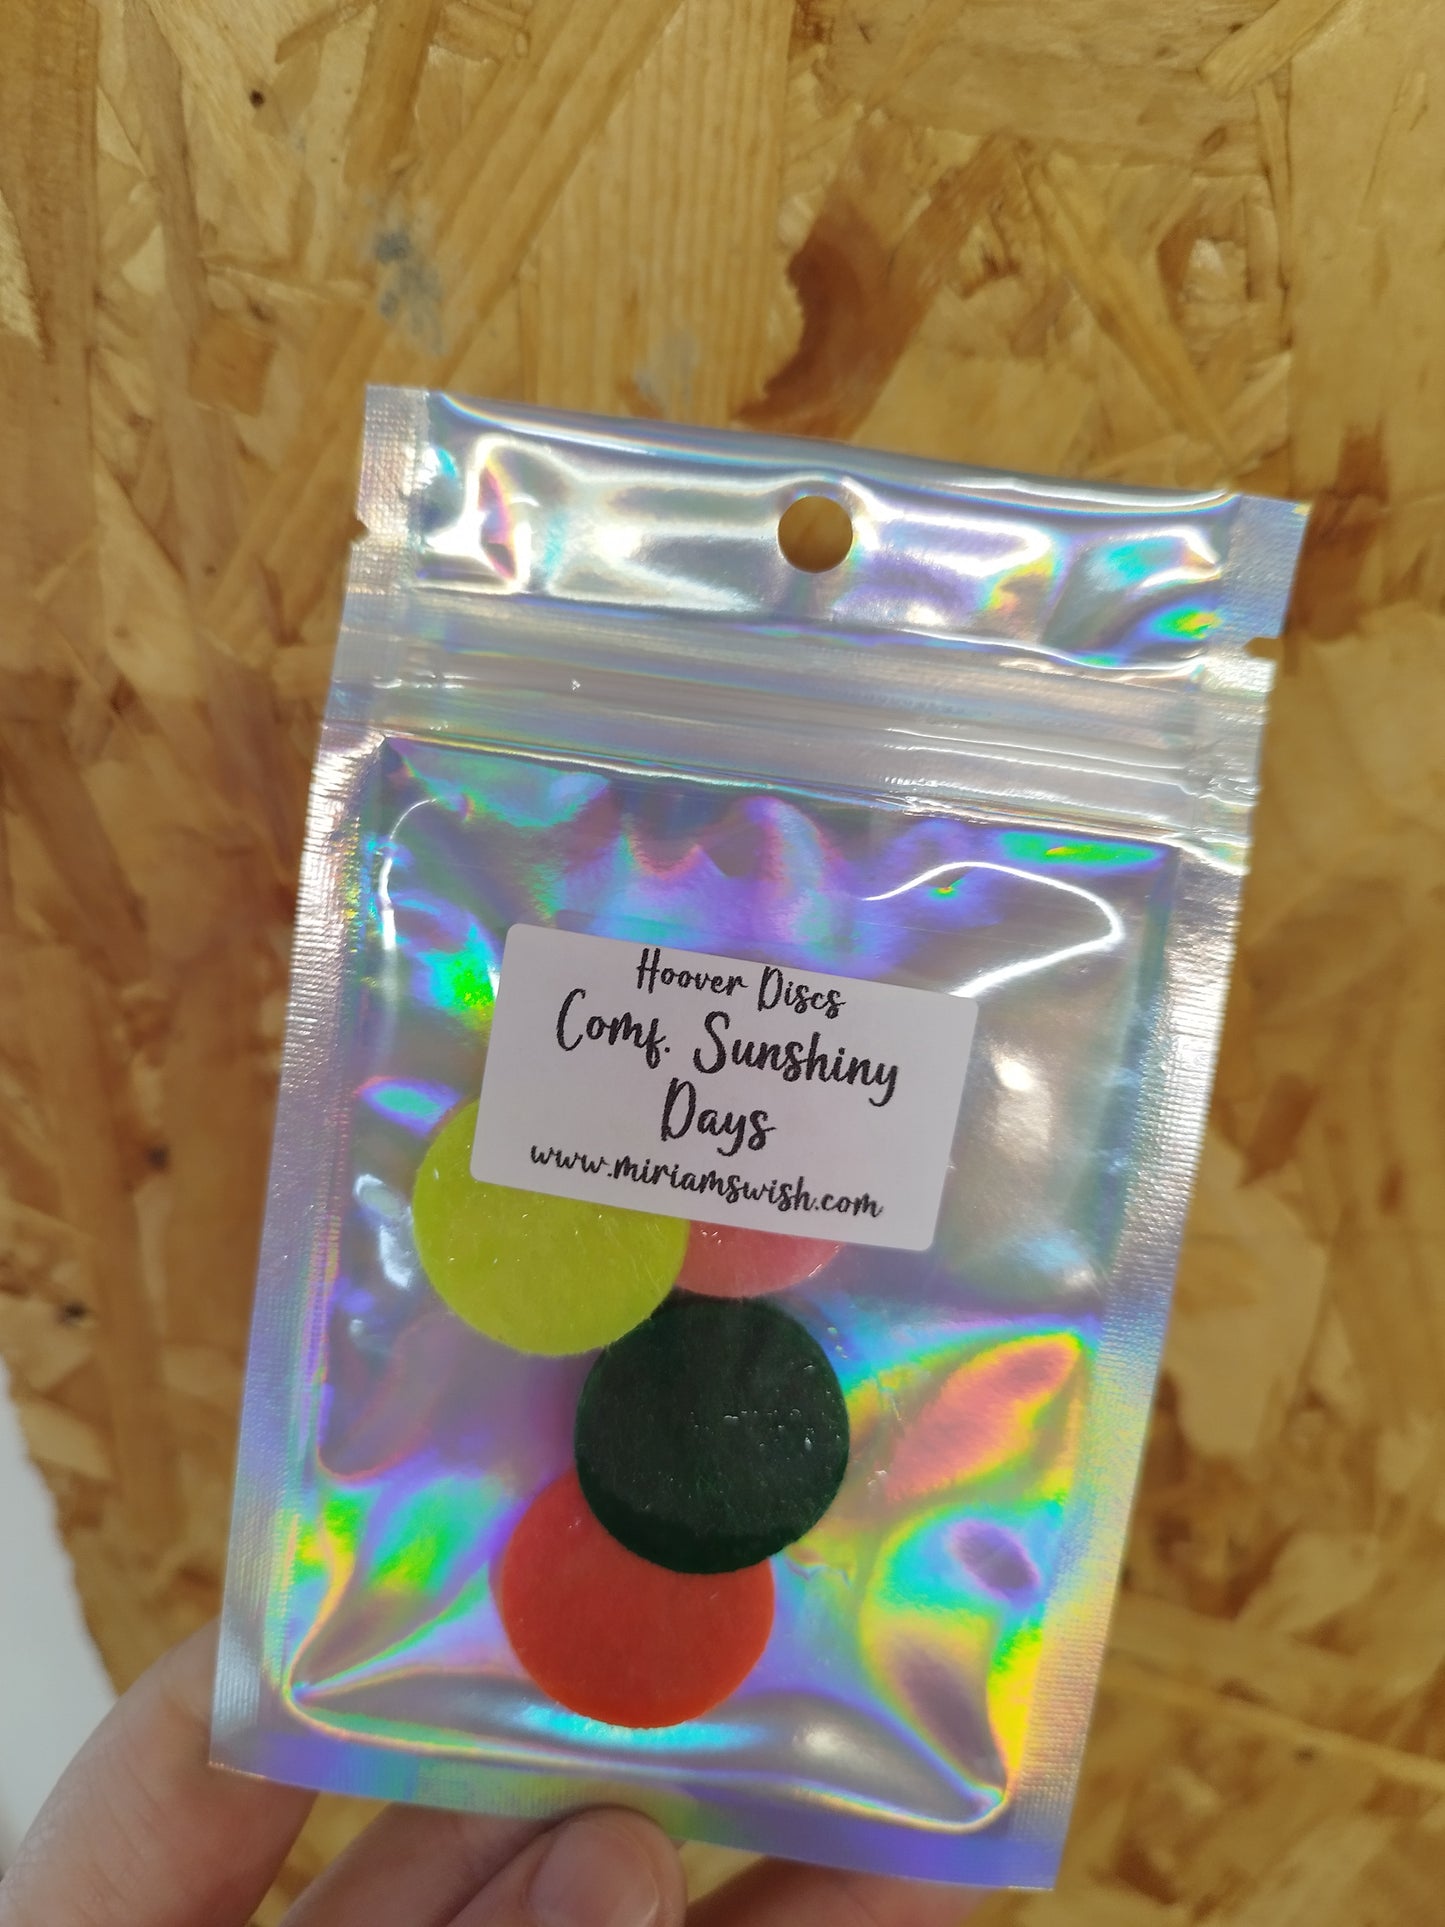 Hoover Discs
Comf. Sunshiny
Days
www.miriamswish.com